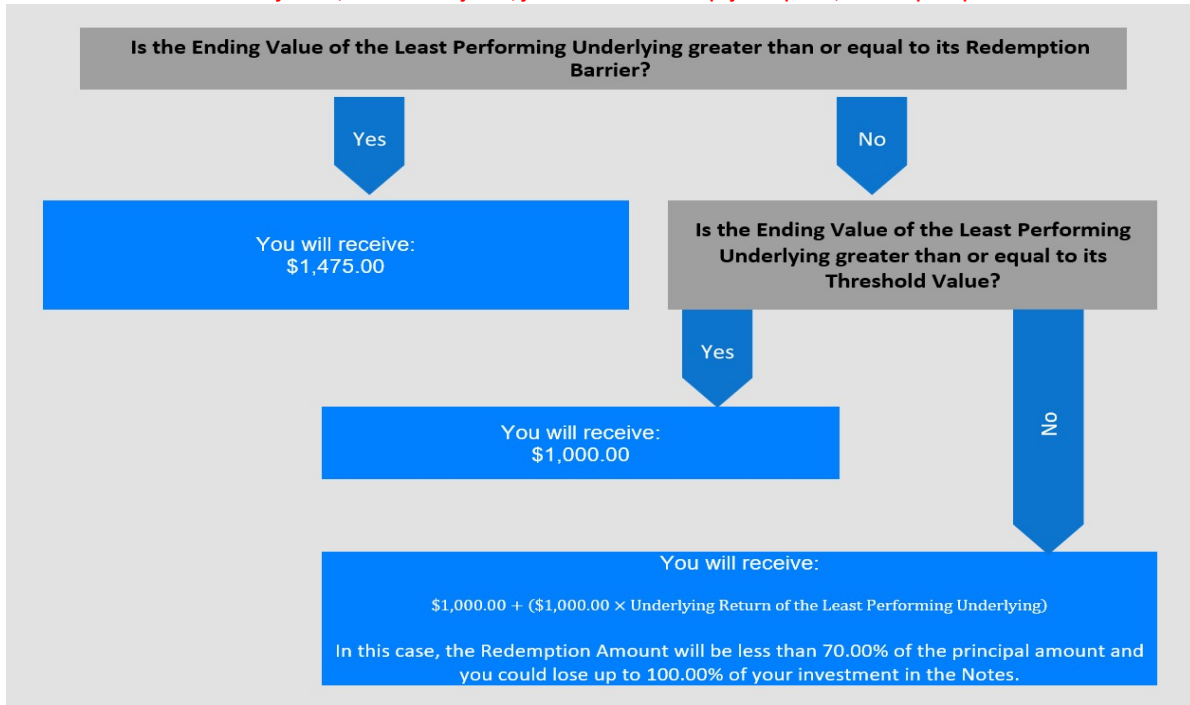 Is the Ending Value of the Least Performing Underlying greater than or equal to its Redemption
Barrier?
Yes
No
You will receive:
$1,475.00
Is the Ending Value of the Least Performing
Underlying greater than or equal to its
Threshold Value?
Yes
No
You will receive:
$1,000.00
You will receive:
$1,000.00 + ($1,000.00 × Underlying Return of the Least Performing Underlying)
In this case, the Redemption Amount will be less than 70.00% of the principal amount and
you could lose up to 100.00% of your investment in the Notes.